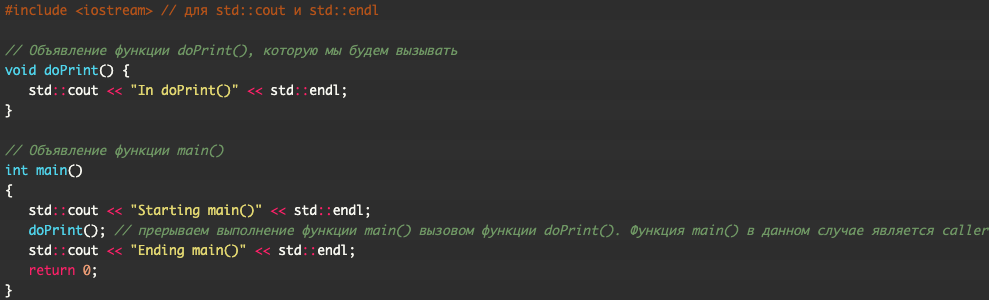 #include <iostream> // для std::cout и std::endl
// Объявление функции doPrint(), которую мы будем вызывать
void doPrint() {
std::cout << "In doPrint()" << std::endl;
}
// Объявление функции main()
int main()
{
std::cout << "Starting main()" << std::endl;
doPrint(); // прерываем выполнение функции main() вызовом функции doPrint(). Функция main() в данном случае является caller
std::cout << "Ending main()" << std::endl;
return 0;
}